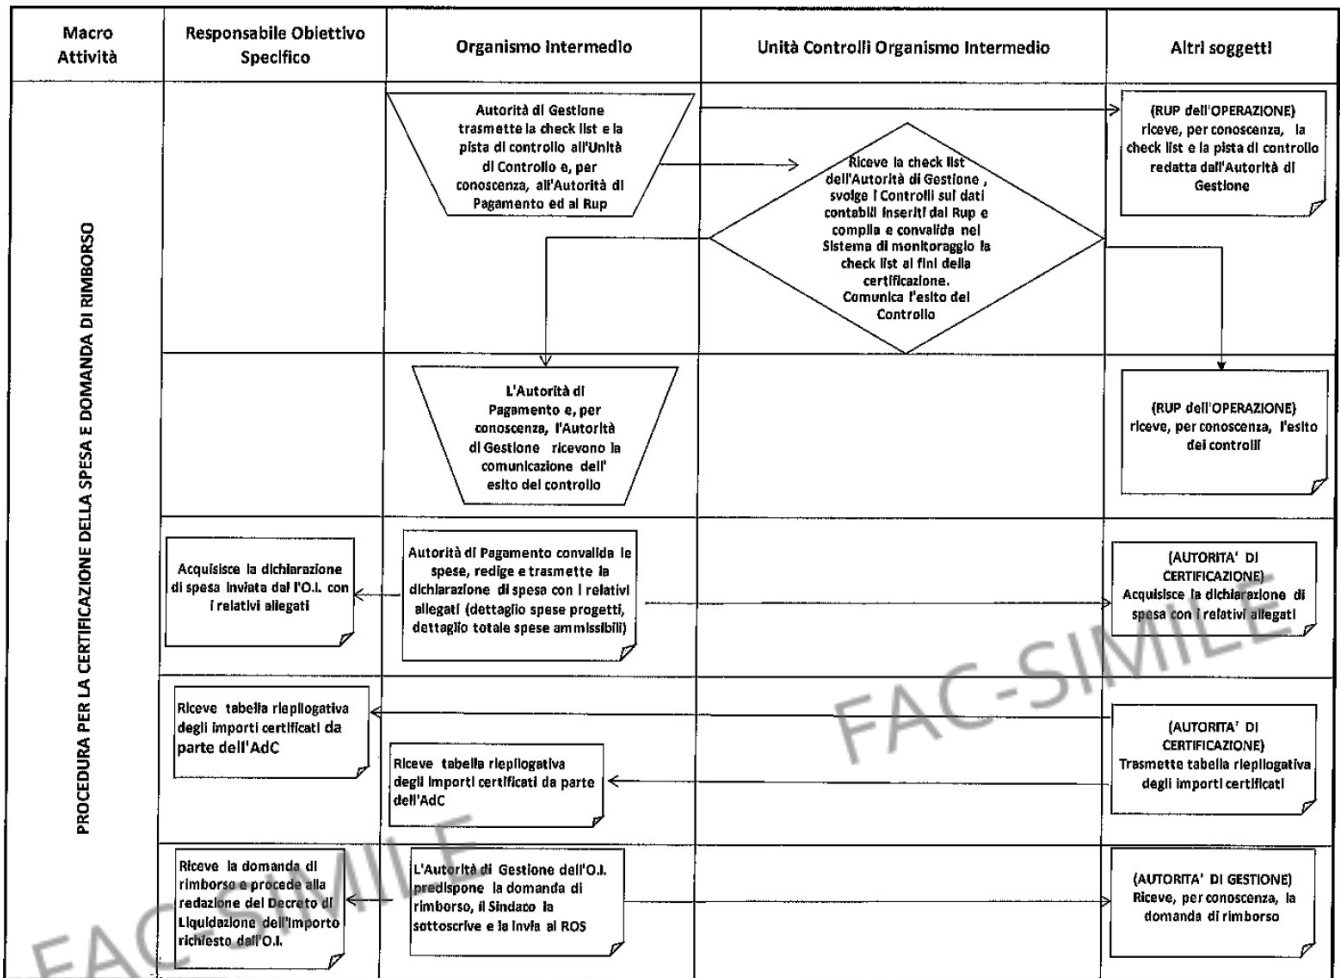 Macro
Attività
Responsabile Obiettivo
Specifico
Organismo Intermedio
Unità Controlli Organismo Intermedio
Altri soggetti
PROCEDURA PER LA CERTIFICAZIONE DELLA SPESA E DOMANDA DI RIMBORSO
Autorità di Gestione
trasmette la check list e la
pista di controllo all'Unità
di Controllo e, per
conoscenza, all'Autorità di
Pagamento ed al Rup
Riceve la check list
dell'Autorità di Gestione ,
svolge i Controlli sui dati
contabili inseriti dal Rup e
compila e convalida nel
Sistema di monitoraggio la
check list ai fini della
certificazione.
Comunica l'esito del
Controllo
(RUP dell'OPERAZIONE)
riceve, per conoscenza, la
check list e la pista di controllo
redatta dall'Autorità di
Gestione
L'Autorità di
Pagamento e, per
conoscenza, l'Autorità
di Gestione ricevono la
comunicazione dell'
esito del controllo
(RUP dell'OPERAZIONE)
riceve, per conoscenza, l'esito
dei controlli
Acquisisce la dichiarazione
di spesa inviata dal l'O.I. con
i relativi allegati
Autorità di Pagamento convalida le
spese, redige e trasmette la
dichiarazione di spesa con i relativi
allegati (dettaglio spese progetti,
dettaglio totale spese ammissibili)
(AUTORITA' DI
CERTIFICAZIONE)
Acquisisce la dichiarazione di
spesa con i relativi allegati
Riceve tabella riepilogativa
degli importi certificati da
parte dell'AdC
Riceve tabella riepilogativa
degli importi certificati da parte
dell'AdC
(AUTORITA' DI
CERTIFICAZIONE)
Trasmette tabella riepilogativa
degli importi certificati
Riceve la domanda di
rimborso e procede alla
redazione del Decreto di
Liquidazione dell'importo
richiesto dall'O.I.
L'Autorità di Gestione dell'O.I.
predispone la domanda di
rimborso, il Sindaco la
sottoscrive e la invia al ROS
(AUTORITA' DI GESTIONE)
Riceve, per conoscenza, la
domanda di rimborso
FAC-SIMILE
FAC-SIMILE